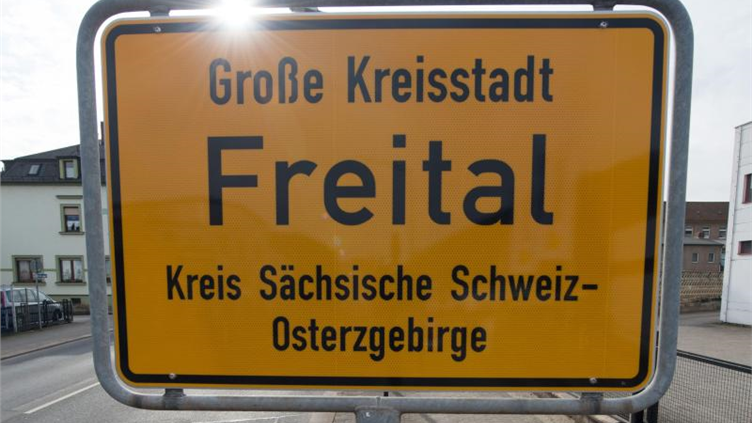 Große Kreisstadt
Freital
Kreis Sächsische Schweiz-
Osterzgebirge